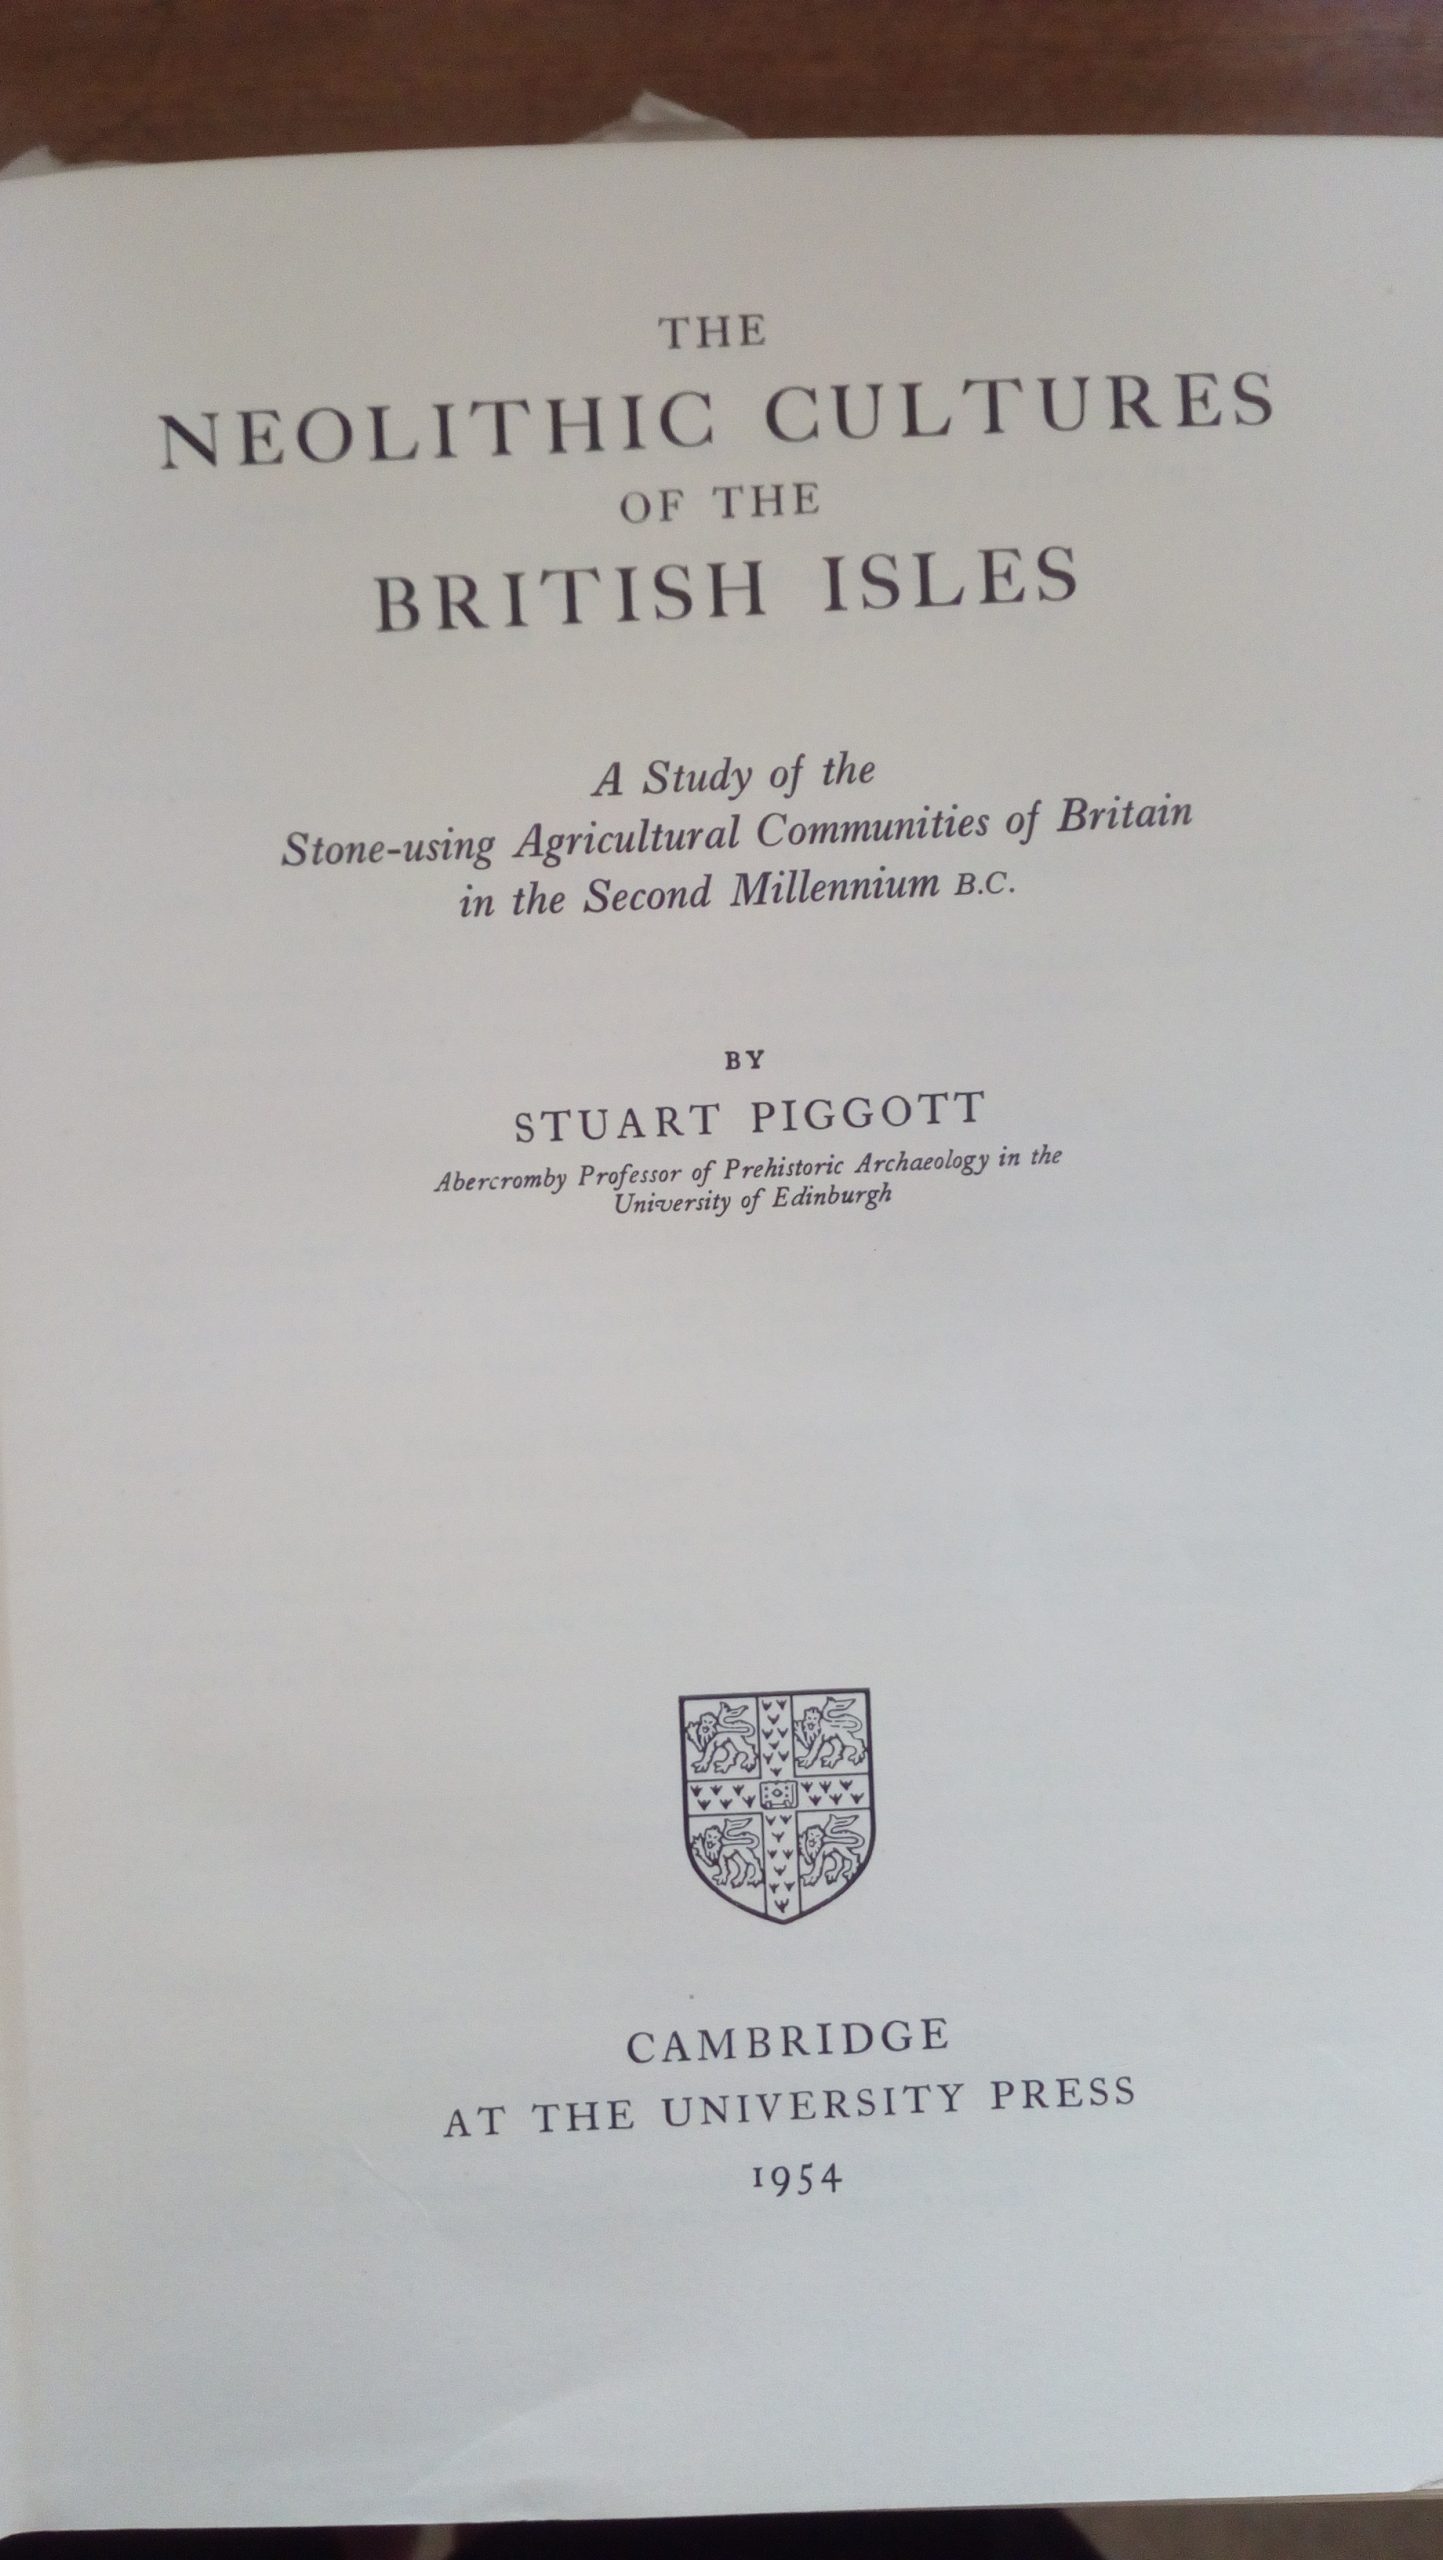 THE
NEOLITHIC CULTURES
OF THE
BRITISH ISLES
A Study of the
Stone-using Agricultural Communities of Britain
in the Second Millennium B.C.
BY
STUART PIGGOTT
Abercromby Professor of Prehistoric Archaeology in the
University of Edinburgh
CAMBRIDGE
AT THE UNIVERSITY PRESS
1954